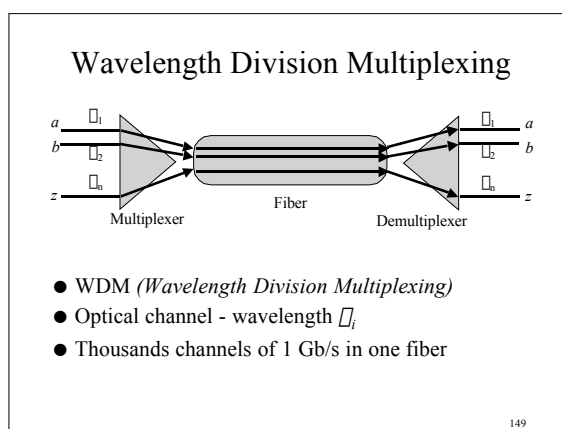 Wavelength Division Multiplexing
a ▯1 ▯1 a
b ▯2 ▯2 b
z ▯n ▯n z
Multiplexer Fiber Demultiplexer
● WDM (Wavelength Division Multiplexing)
● Optical channel - wavelength ▯i
● Thousands channels of 1 Gb/s in one fiber
149